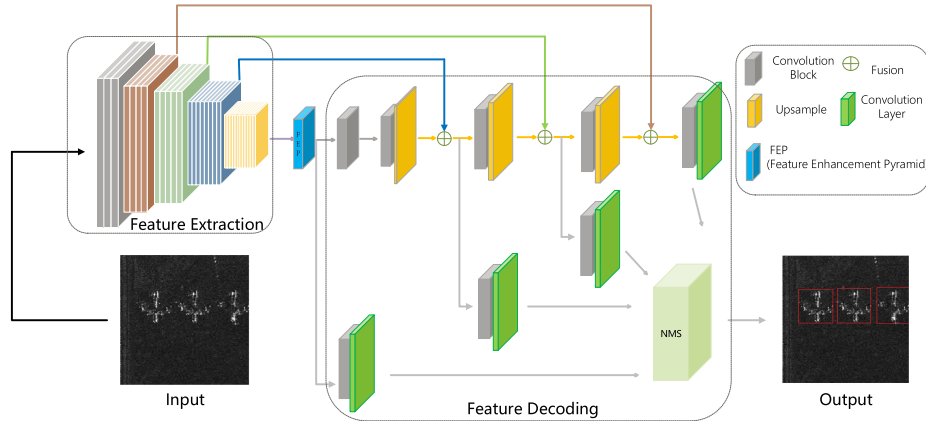 Feature Extraction
FEP
Convolution
Block
Fusion
Upsample
Convolution
Layer
FEP
(Feature Enhancement Pyramid)
NMS
Input
Feature Decoding
Output